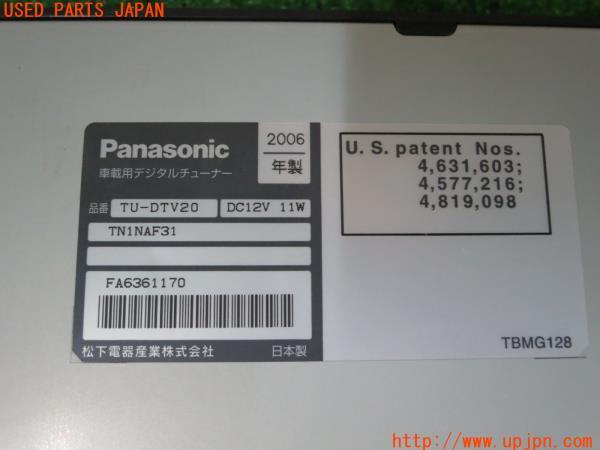 USED PARTS JAPAN
Panasonic
2006
年製
車載用デジタルチューナー
品番 TU-DTV20 DC12V 11W
TN1NAF31
FA6361170
松下電器産業株式会社 日本製
U.S. patent Nos.
4,631,603;
4,577,216;
4,819,098
TBMG128
http://www.upjpn.com